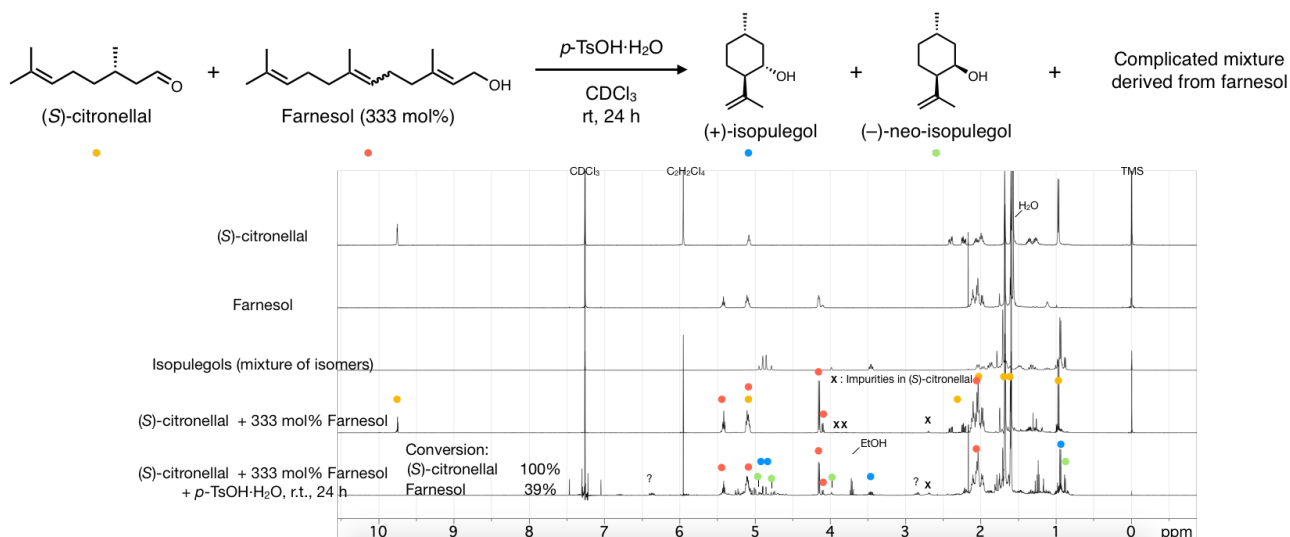 p-TsOH·H₂O
CDCl₃
rt, 24 h
+
O
OH
OH
+
OH
+
Complicated mixture
derived from farnesol
(S)-citronellal
Farnesol (333 mol%)
(+)-isopulegol
(–)-neo-isopulegol
CDCl₃
C₂H₂Cl₄
TMS
H₂O
(S)-citronellal
Farnesol
Isopulegols (mixture of isomers)
x : Impurities in (S)-citronellal
(S)-citronellal + 333 mol% Farnesol
x x
x
Conversion:
(S)-citronellal 100%
Farnesol 39%
EtOH
(S)-citronellal + 333 mol% Farnesol
+ p-TsOH·H₂O, r.t., 24 h
?
?
x
10 9 8 7 6 5 4 3 2 1 0 ppm